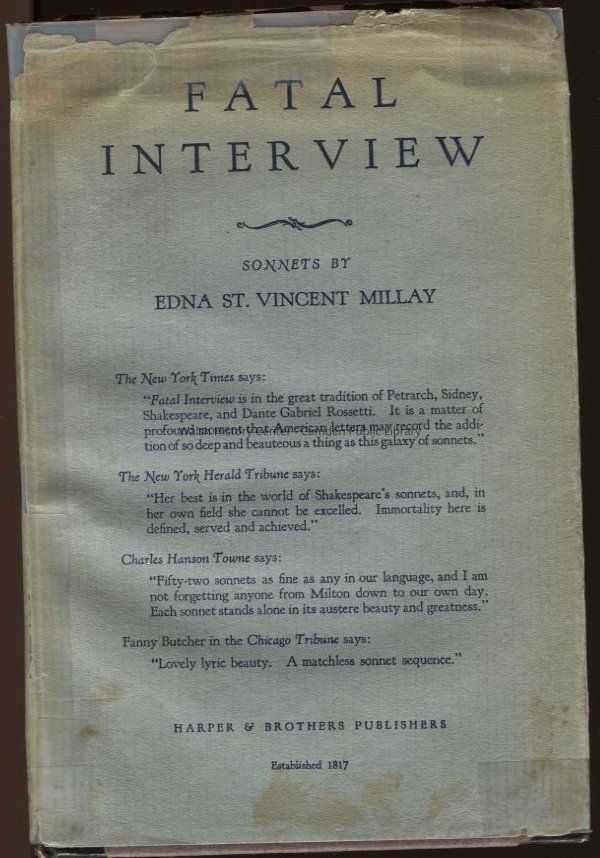 FATAL
INTERVIEW
SONNETS BY
EDNA ST. VINCENT MILLAY
The New York Times says:
"Fatal Interview is in the great tradition of Petrarch, Sidney,
Shakespeare, and Dante Gabriel Rossetti. It is a matter of
profound moment that American letters may record the addi-
tion of so deep and beauteous a thing as this galaxy of sonnets."
The New York Herald Tribune says:
"Her best is in the world of Shakespeare's sonnets, and, in
her own field she cannot be excelled. Immortality here is
defined, served and achieved."
Charles Hanson Towne says:
"Fifty-two sonnets as fine as any in our language, and I am
not forgetting anyone from Milton down to our own day.
Each sonnet stands alone in its austere beauty and greatness."
Fanny Butcher in the Chicago Tribune says:
"Lovely lyric beauty. A matchless sonnet sequence."
HARPER & BROTHERS PUBLISHERS
Established 1817